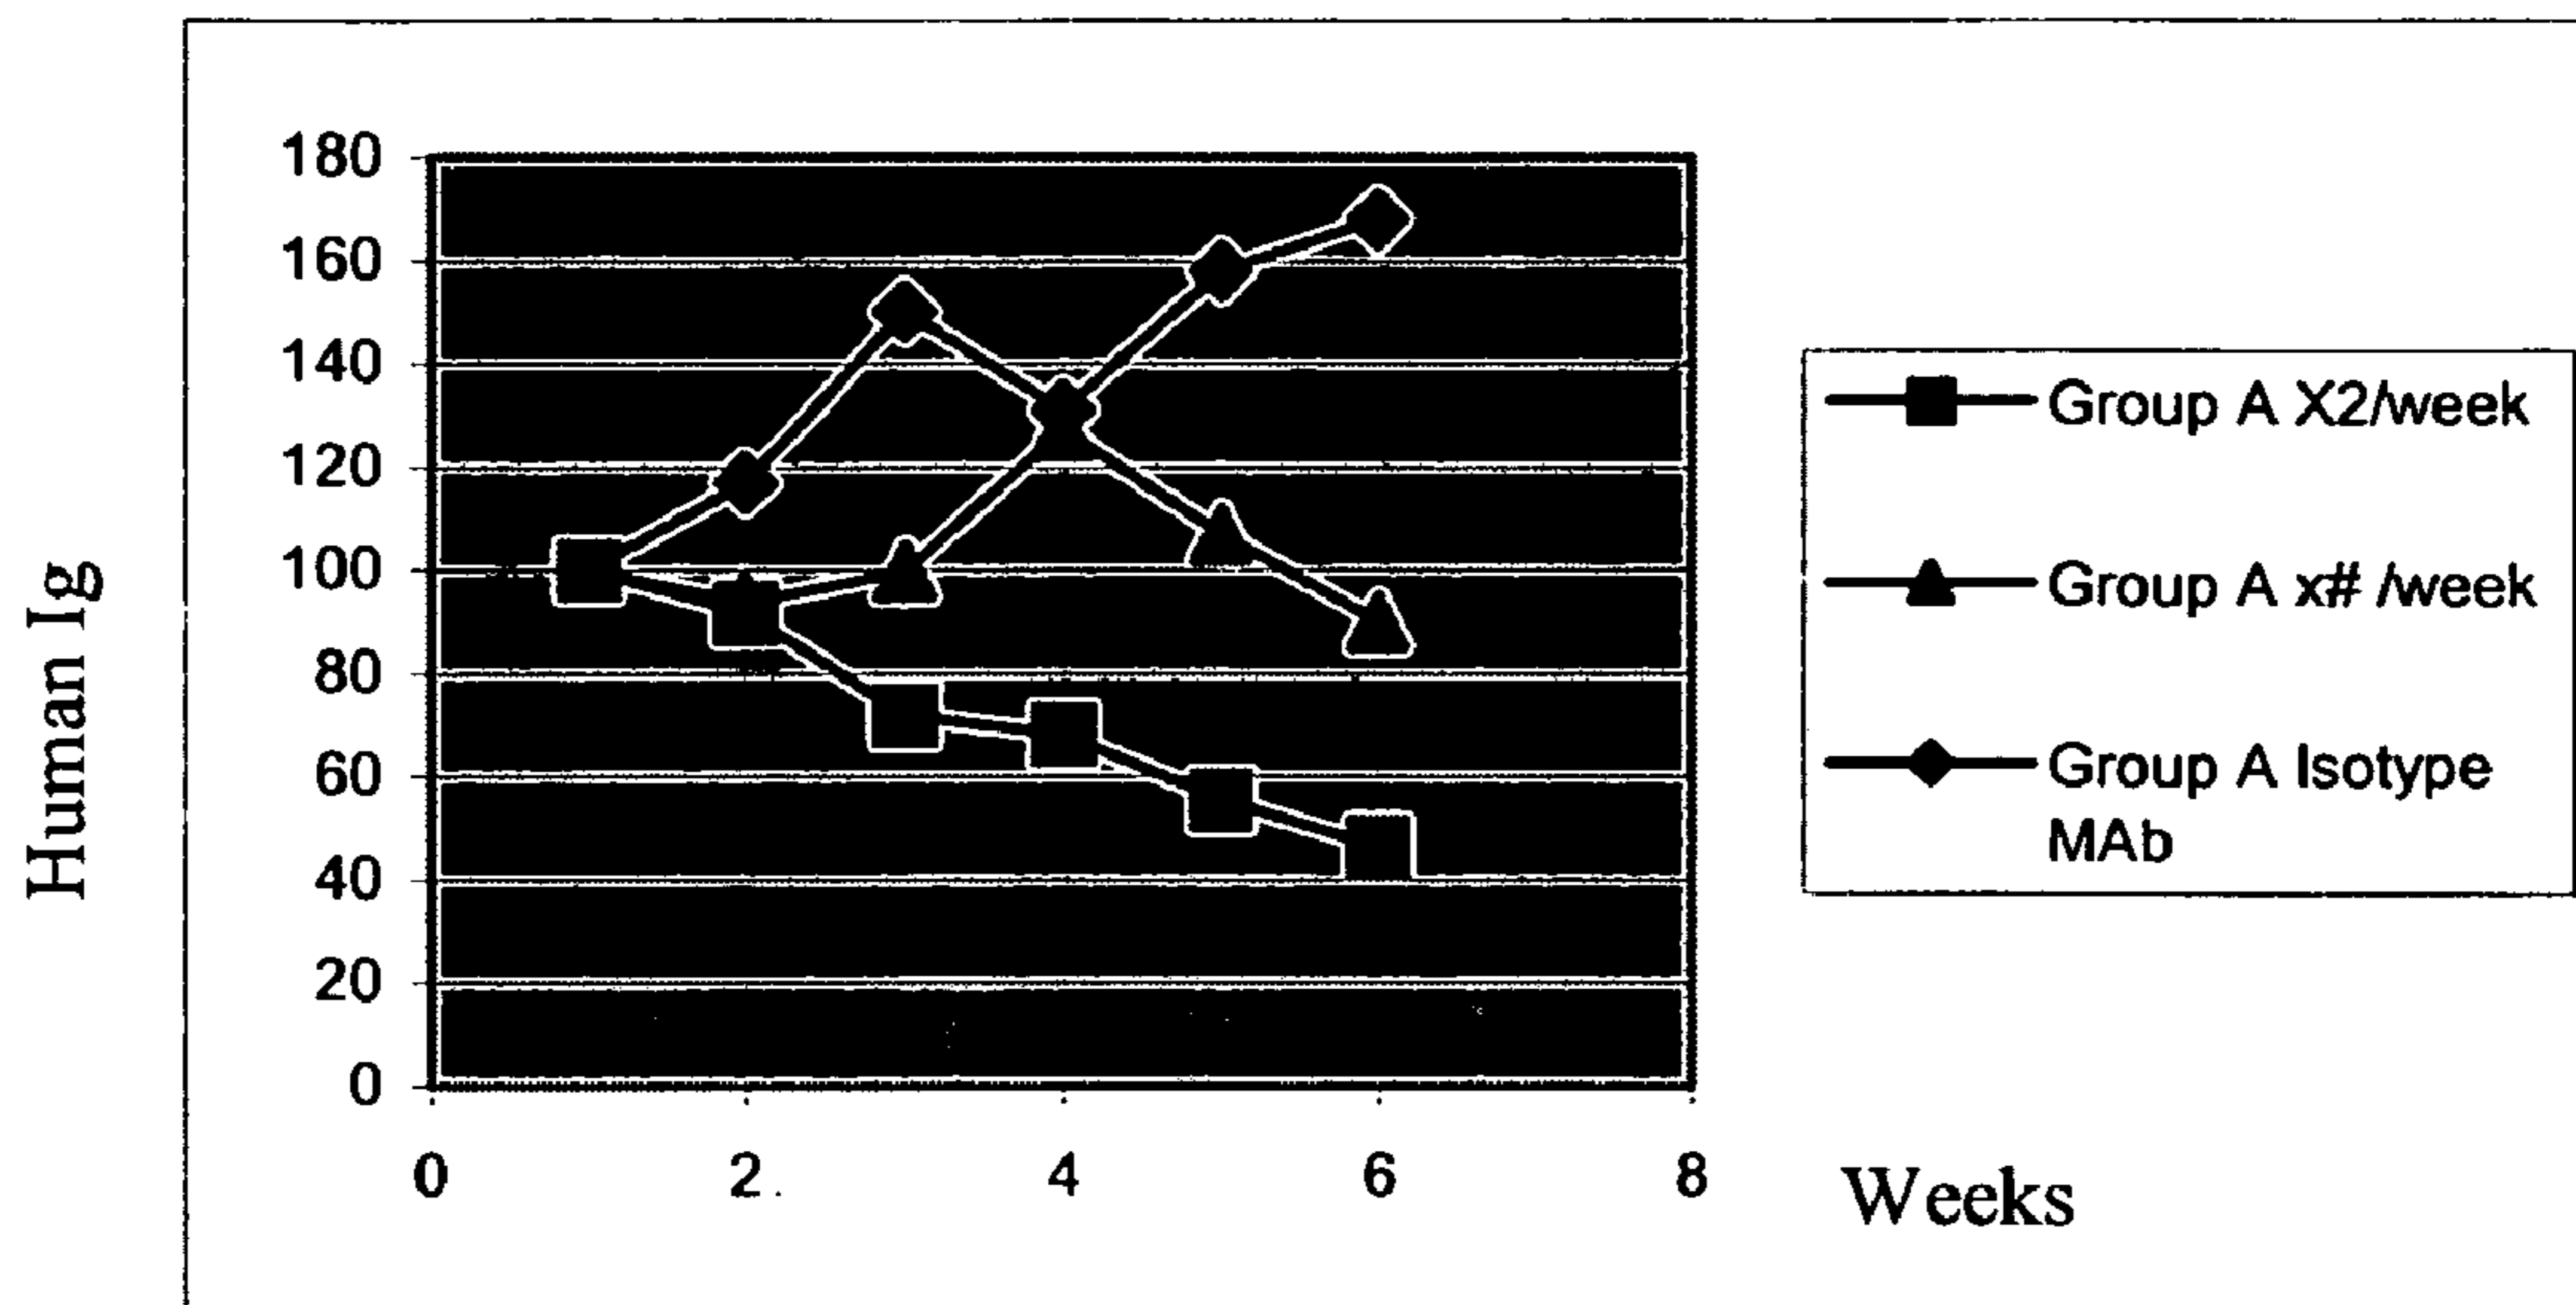 Human Ig
180
160
140
120
100
80
60
40
20
0
0 2 4 6 8
Weeks
Group A X2/week
Group A x# /week
Group A Isotype
MAb